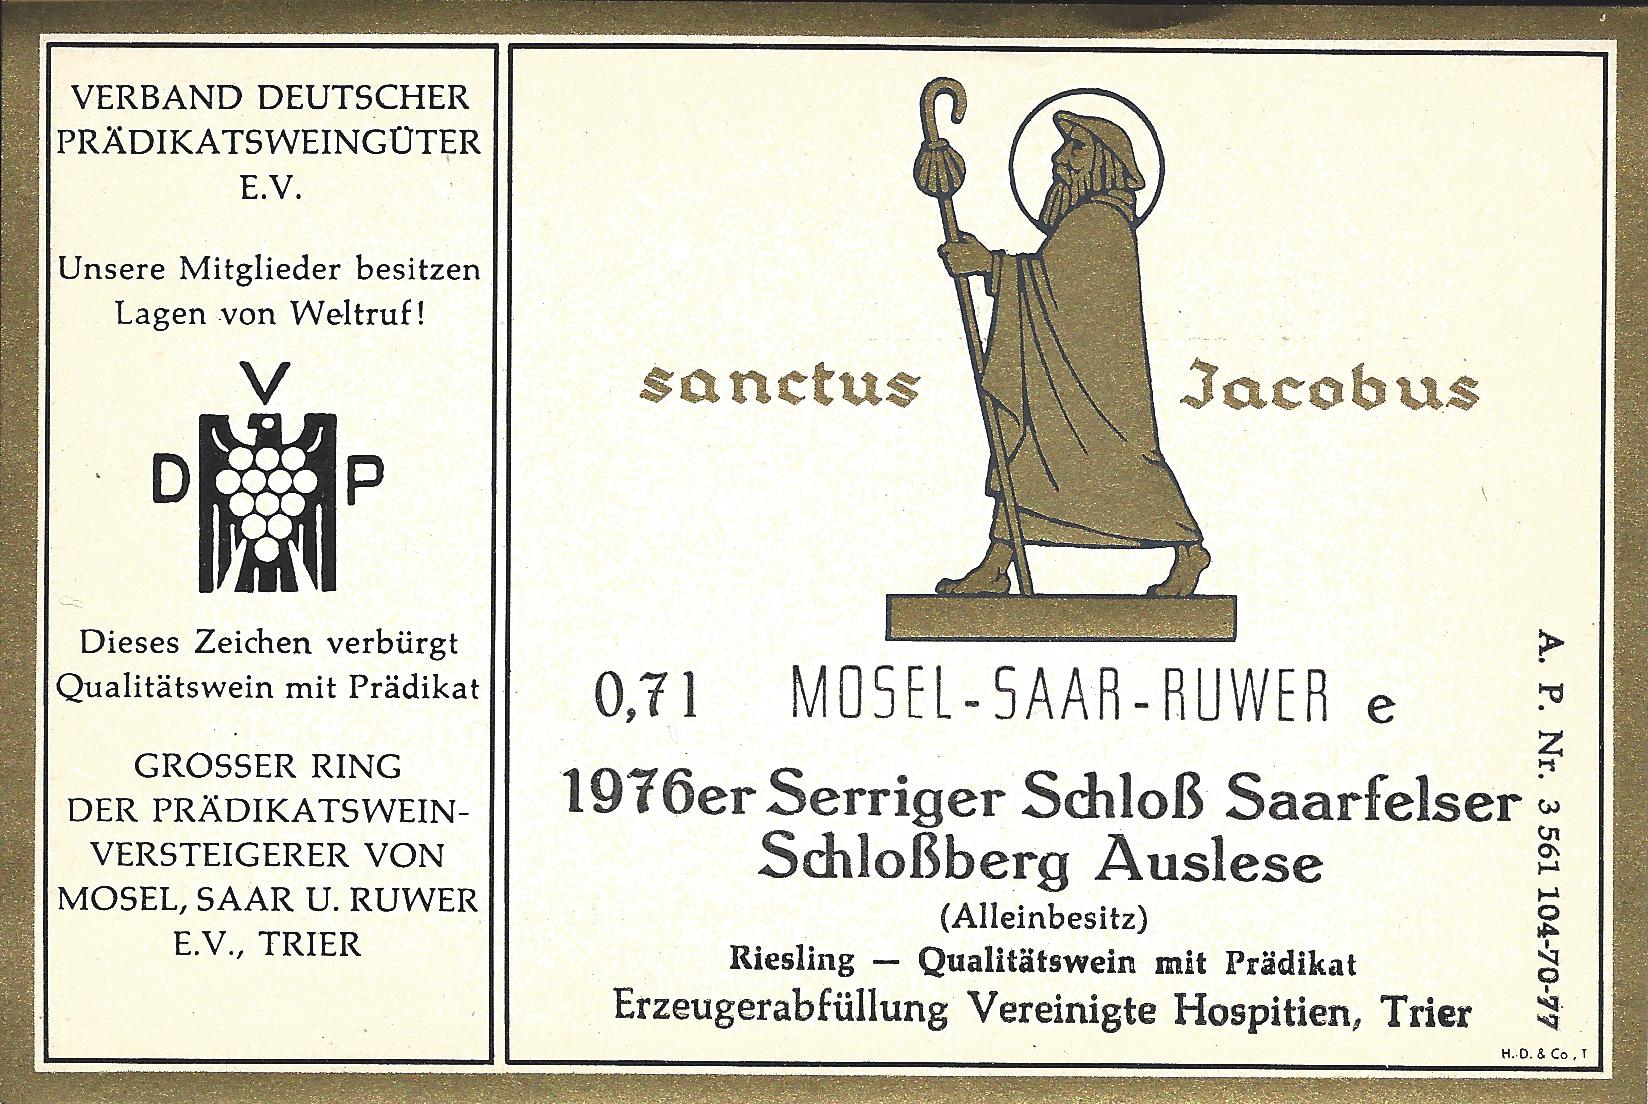 VERBAND DEUTSCHER
PRÄDIKATSWEINGÜTER
E.V.
Unsere Mitglieder besitzen
Lagen von Weltruf!
V
D P
Dieses Zeichen verbürgt
Qualitätswein mit Prädikat
GROSSER RING
DER PRÄDIKATSWEIN-
VERSTEIGERER VON
MOSEL, SAAR U. RUWER
E.V., TRIER
sanctus Jacobus
0,7 l MOSEL-SAAR-RUWER e
1976er Serriger Schloß Saarfelser
Schloßberg Auslese
(Alleinbesitz)
Riesling — Qualitätswein mit Prädikat
Erzeugerabfüllung Vereinigte Hospitien, Trier
A. P. Nr. 3 561 104-70-77
H.D. & Co, T